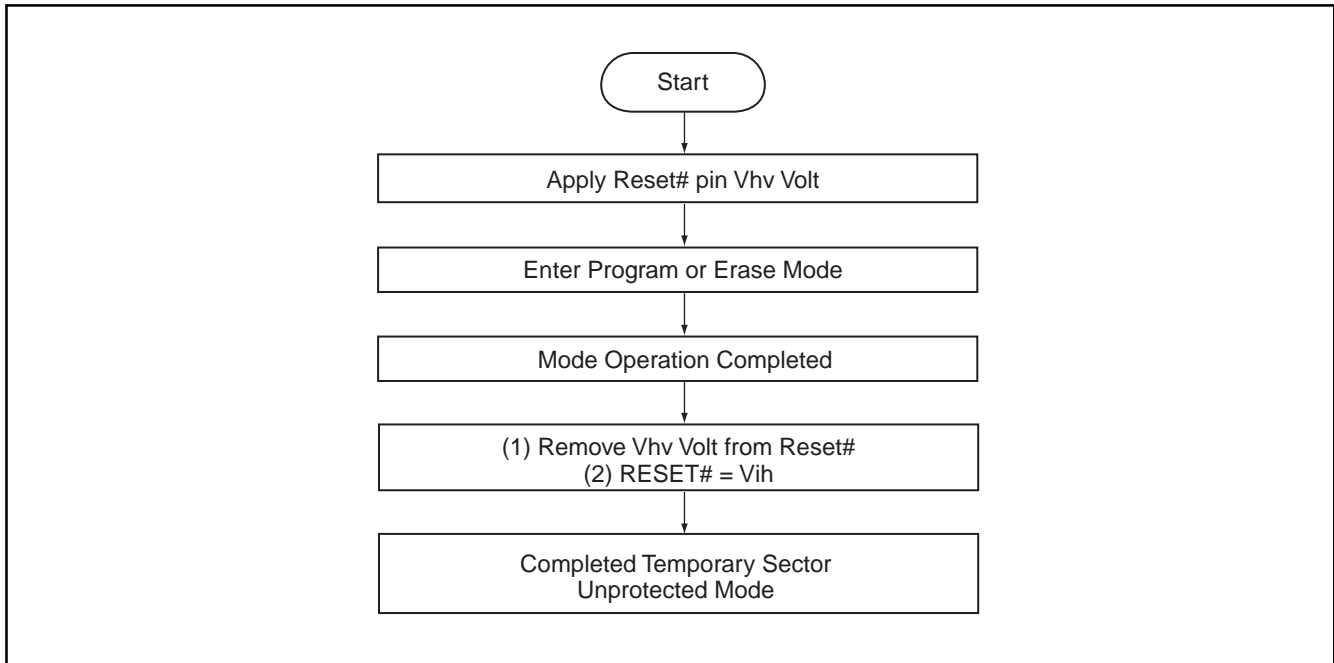 Start
Apply Reset# pin Vhv Volt
Enter Program or Erase Mode
Mode Operation Completed
(1) Remove Vhv Volt from Reset#
(2) RESET# = Vih
Completed Temporary Sector
Unprotected Mode